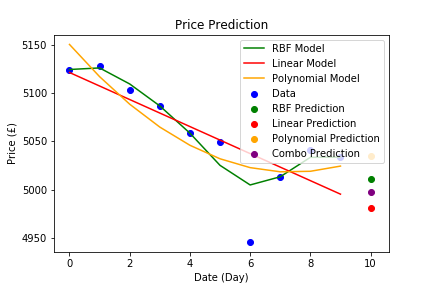 Price Prediction
5150
5100
5050
5000
4950
Price (£)
RBF Model
Linear Model
Polynomial Model
Data
RBF Prediction
Linear Prediction
Polynomial Prediction
Combo Prediction
0 2 4 6 8 10
Date (Day)